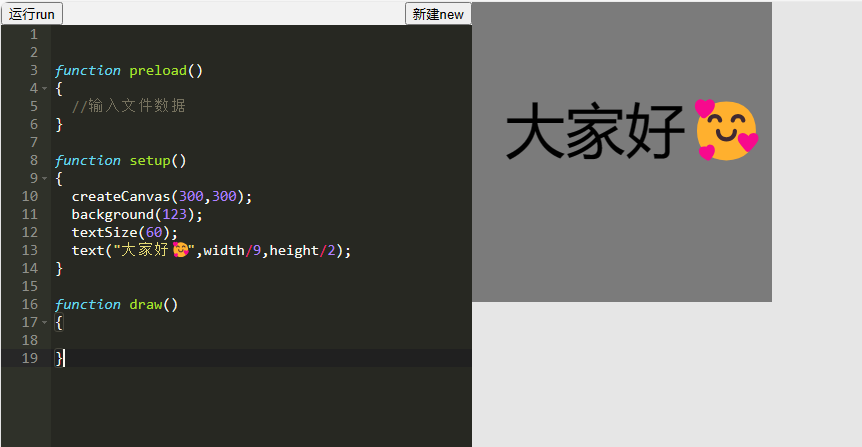 运行run 新建new
1
2
3 function preload()
4 {
5 //输入文件数据
6 }
7
8 function setup()
9 {
10 createCanvas(300,300);
11 background(123);
12 textSize(60);
13 text("大家好🥰",width/9,height/2);
14 }
15
16 function draw()
17 {
18
19 }
大家好🥰